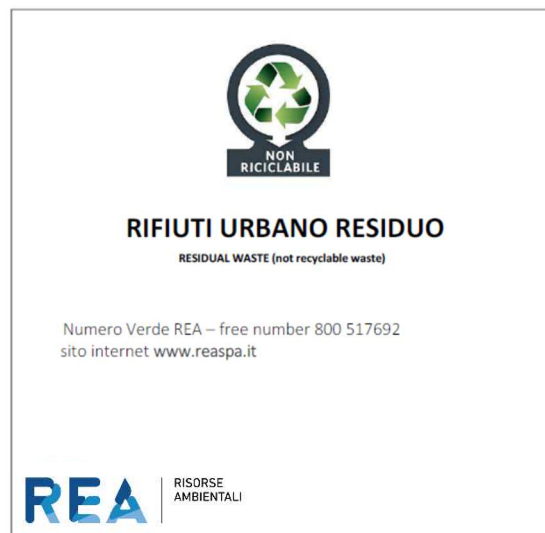 NON
RICICLABILE
RIFIUTI URBANO RESIDUO
RESIDUAL WASTE (not recyclable waste)
Numero Verde REA – free number 800 517692
sito internet www.reaspa.it
REA
RISORSE
AMBIENTALI